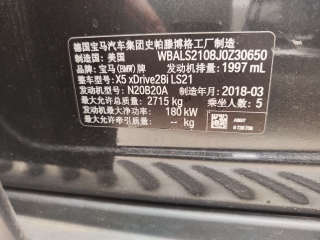 德国宝马汽车集团史帕滕博格工厂制造
制造国：美国 WBALS2108J0Z30650
品牌：宝马(BMW)牌 发动机排量：1997 mL
型号：X5 xDrive28i LS21
最大允许总质量：2715 kg
发动机型号：N20B20A 制造年月：2018-03
发动机最大净功率：180 kW 乘坐人数：5
最大允许牵引质量：-- kg